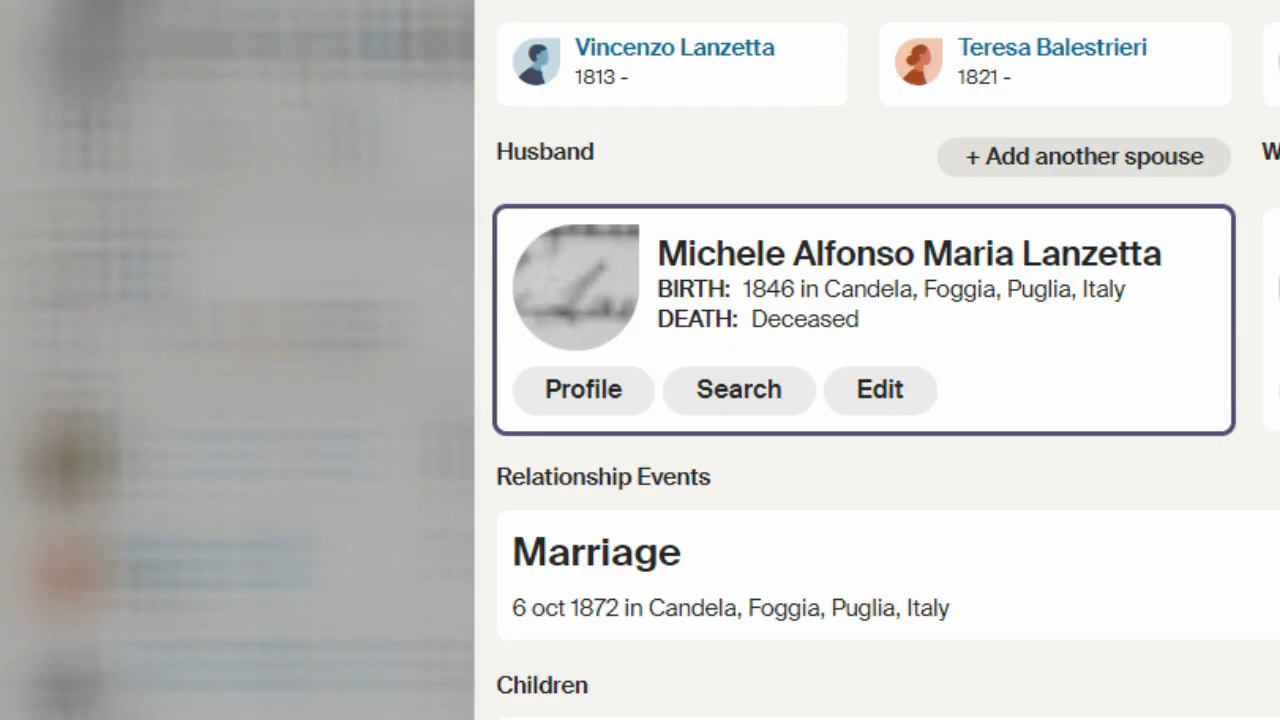 Vincenzo Lanzetta
1813 -
Teresa Balestrieri
1821 -
Husband
+ Add another spouse
Michele Alfonso Maria Lanzetta
BIRTH: 1846 in Candela, Foggia, Puglia, Italy
DEATH: Deceased
Profile
Search
Edit
Relationship Events
Marriage
6 oct 1872 in Candela, Foggia, Puglia, Italy
Children